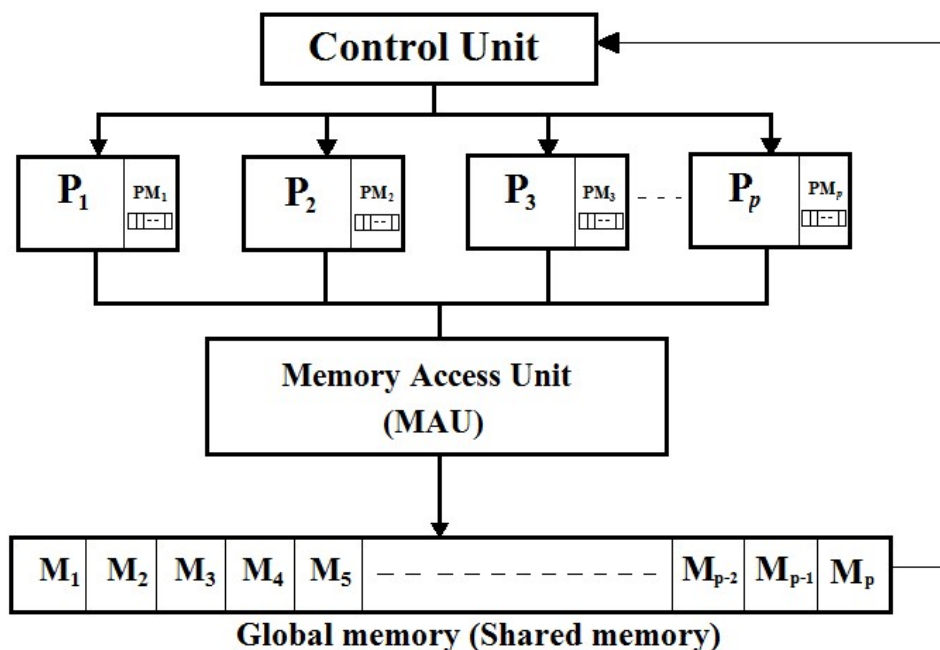 Control Unit
P₁ PM₁ P₂ PM₂ P₃ PM₃ Pₚ PMₚ
Memory Access Unit
(MAU)
M₁ M₂ M₃ M₄ M₅ Mₚ₋₂ Mₚ₋₁ Mₚ
Global memory (Shared memory)